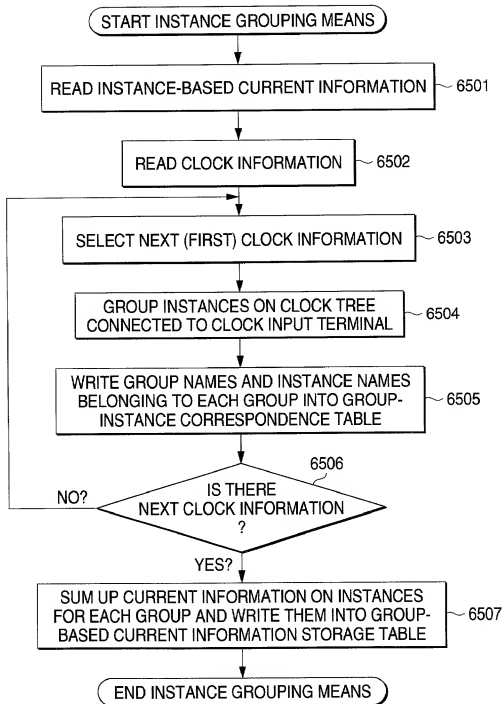 START INSTANCE GROUPING MEANS
READ INSTANCE-BASED CURRENT INFORMATION
6501
READ CLOCK INFORMATION
6502
SELECT NEXT (FIRST) CLOCK INFORMATION
6503
GROUP INSTANCES ON CLOCK TREE
CONNECTED TO CLOCK INPUT TERMINAL
6504
WRITE GROUP NAMES AND INSTANCE NAMES
BELONGING TO EACH GROUP INTO GROUP-
INSTANCE CORRESPONDENCE TABLE
6505
6506
NO?
IS THERE
NEXT CLOCK INFORMATION
?
YES?
SUM UP CURRENT INFORMATION ON INSTANCES
FOR EACH GROUP AND WRITE THEM INTO GROUP-
BASED CURRENT INFORMATION STORAGE TABLE
6507
END INSTANCE GROUPING MEANS